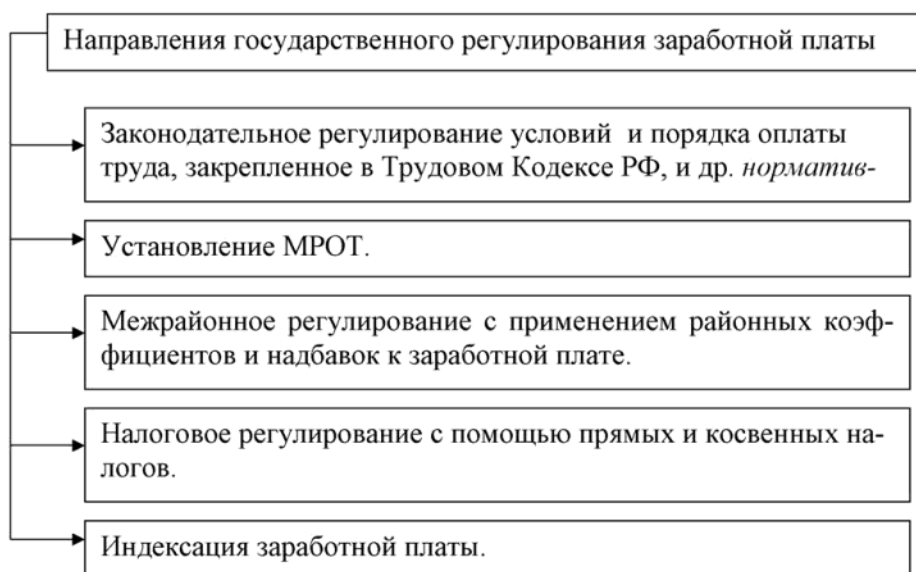 Направления государственного регулирования заработной платы
Законодательное регулирование условий и порядка оплаты
труда, закрепленное в Трудовом Кодексе РФ, и др. норматив-
Установление МРОТ.
Межрайонное регулирование с применением районных коэф-
фициентов и надбавок к заработной плате.
Налоговое регулирование с помощью прямых и косвенных на-
логов.
Индексация заработной платы.